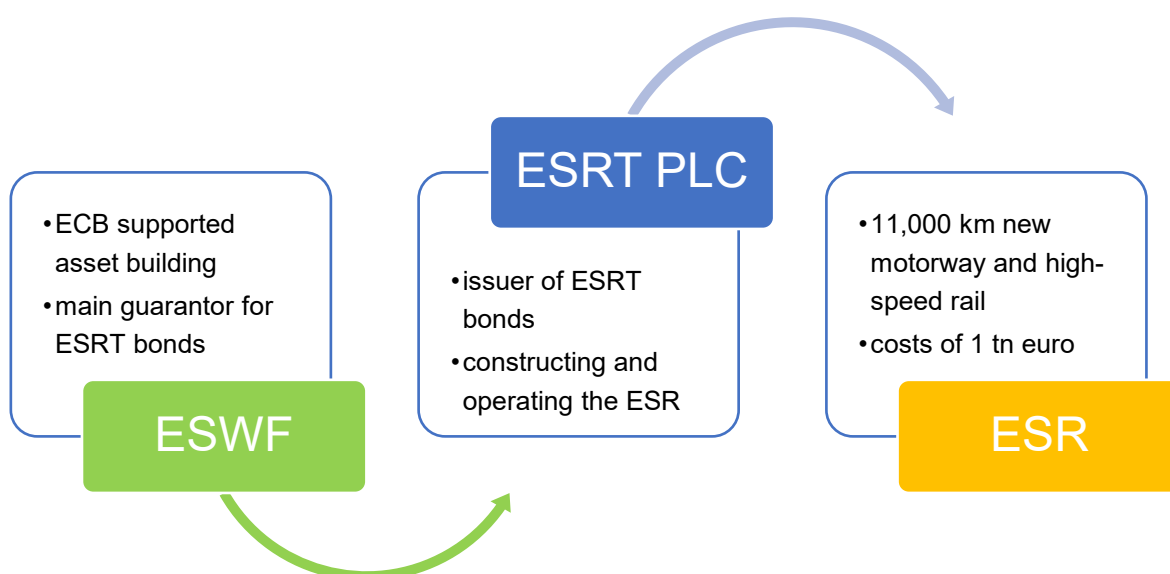 •ECB supported
asset building
•main guarantor for
ESRT bonds
ESWF
ESRT PLC
•issuer of ESRT
bonds
•constructing and
operating the ESR
•11,000 km new
motorway and high-
speed rail
•costs of 1 tn euro
ESR